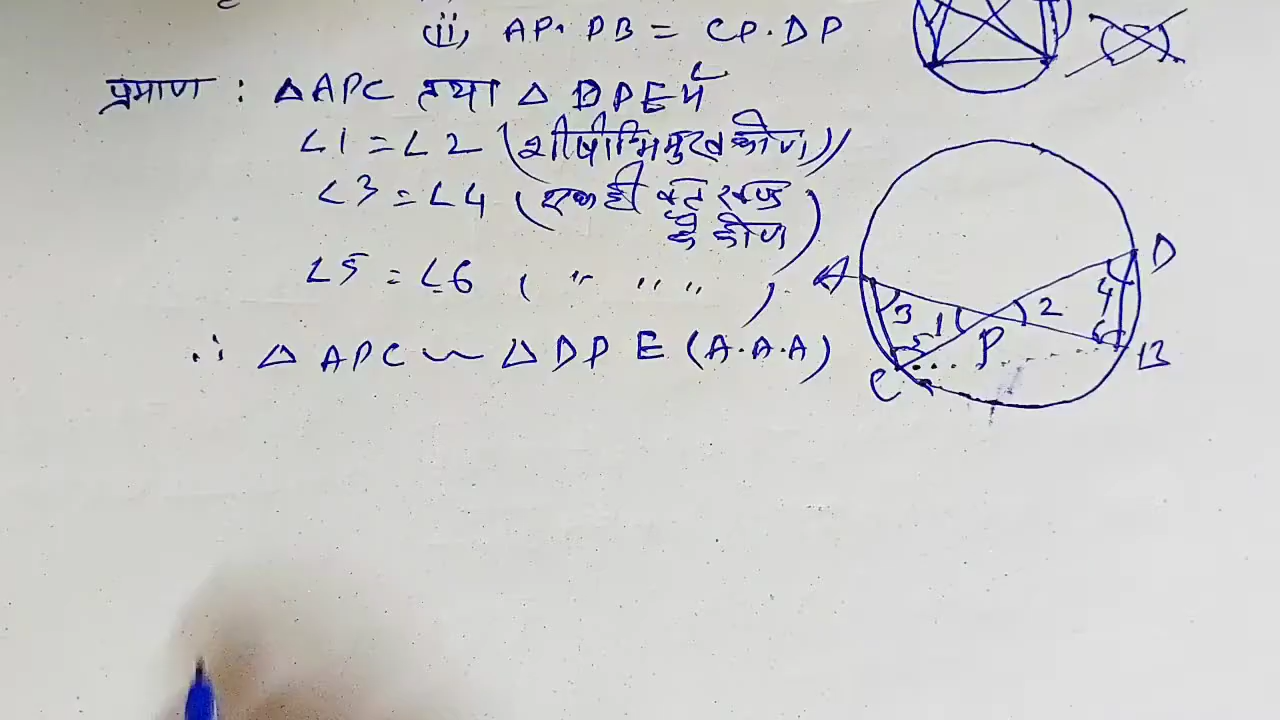 (ii) AP. PB = CP. DP
प्रमाण : △ APC तथा △ DPE में
∠1 = ∠2 (शीर्षाभिमुख कोण)
∠3 = ∠4 (एक ही वृत खण्ड
के कोण)
∠5 = ∠6 ( " " " " )
∴ △ APC ~ △ DPE (A.A.A)
A
D
3
1
2
4
5
6
P
B
C